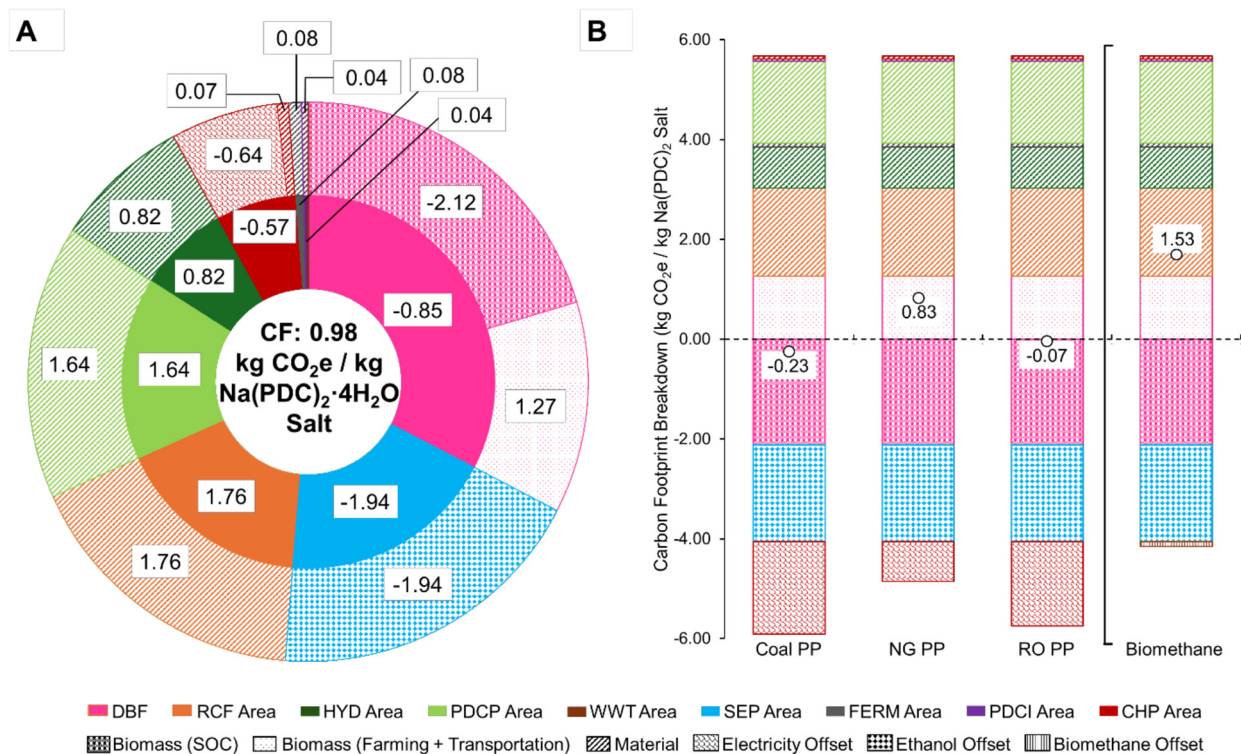 A
0.08
0.08
0.04
0.07
0.04
-0.64
-2.12
0.82
-0.57
0.82
-0.85
CF: 0.98
kg CO₂e / kg
Na(PDC)₂·4H₂O
Salt
1.64
1.64
1.27
1.76
-1.94
1.76
-1.94
B
Carbon Footprint Breakdown (kg CO₂e / kg Na(PDC)₂ Salt
6.00
4.00
2.00
0.00
-2.00
-4.00
-6.00
1.53
0.83
-0.23
-0.07
Coal PP
NG PP
RO PP
Biomethane
DBF
RCF Area
HYD Area
PDCP Area
WWT Area
SEP Area
FERM Area
PDCI Area
CHP Area
Biomass (SOC)
Biomass (Farming + Transportation)
Material
Electricity Offset
Ethanol Offset
Biomethane Offset